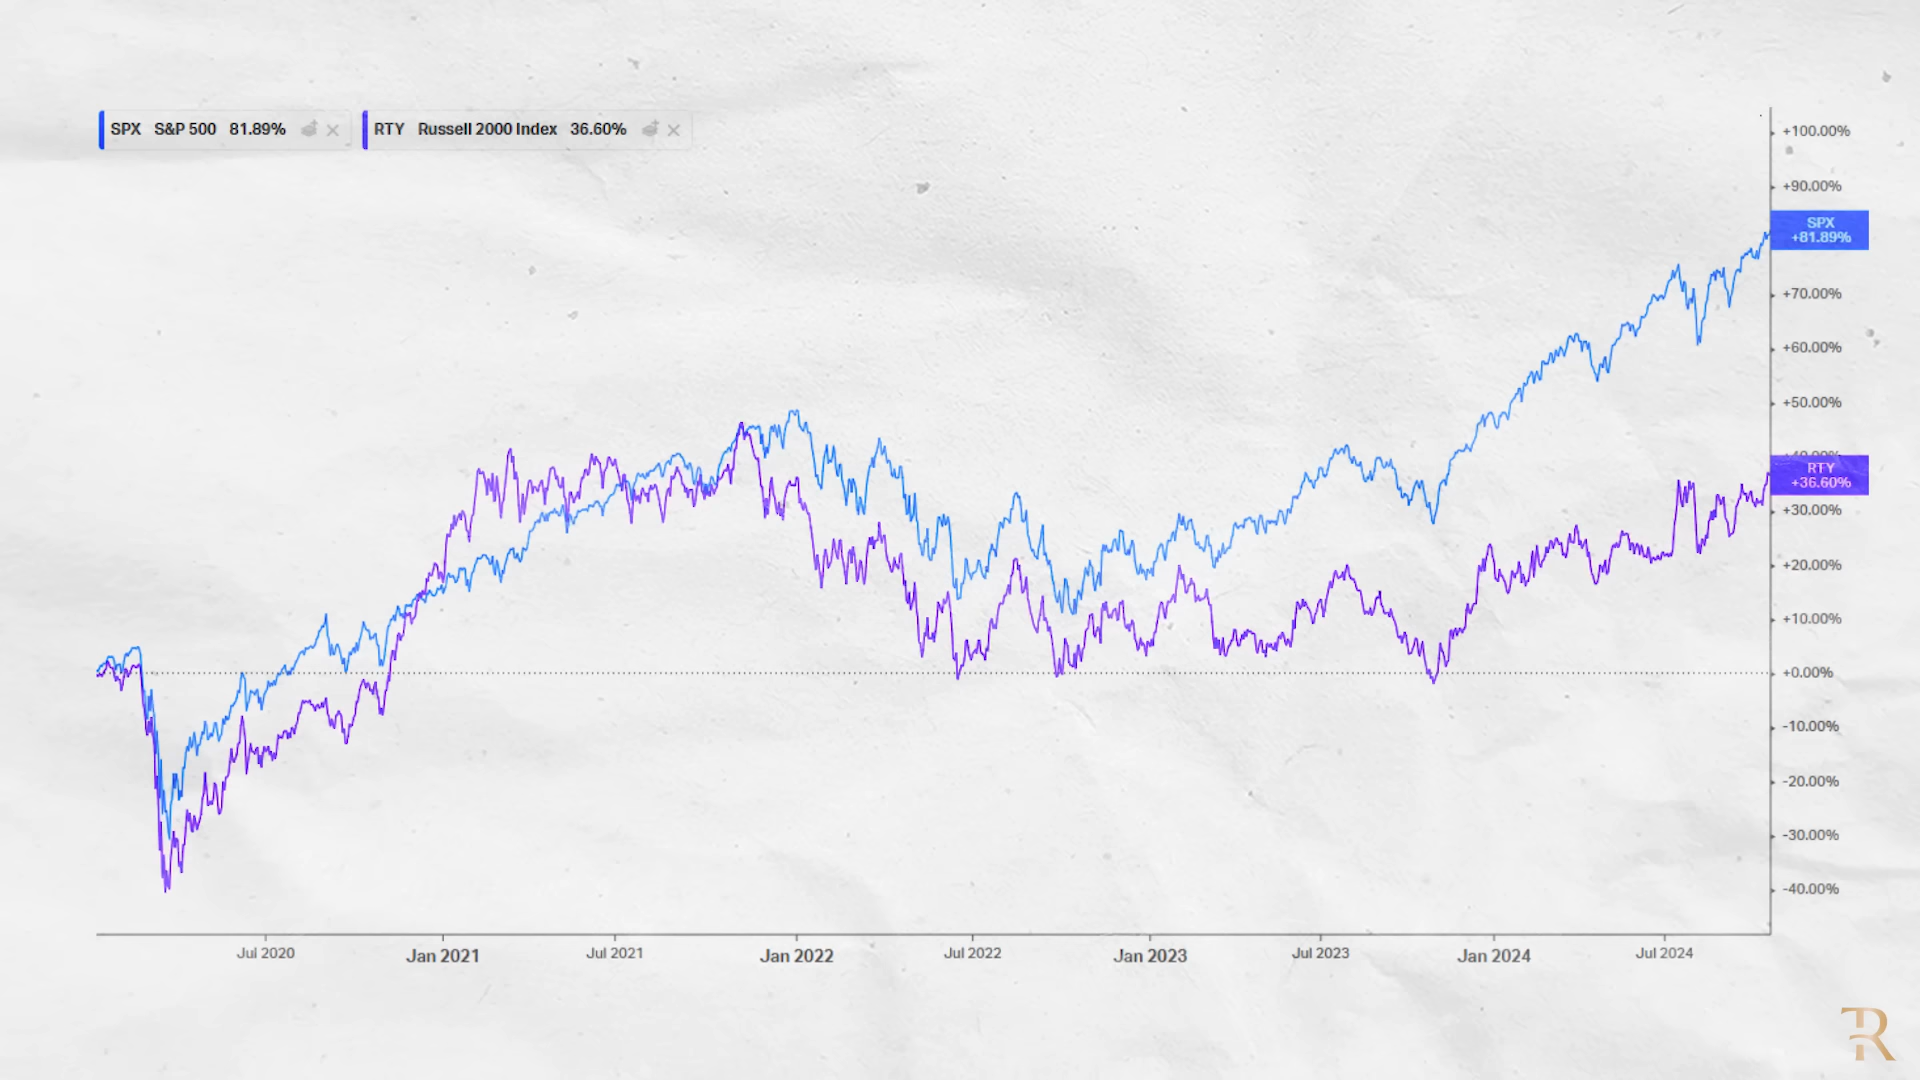 SPX S&P 500 81.89%
RTY Russell 2000 Index 36.60%
+100.00%
+90.00%
SPX
+81.89%
+70.00%
+60.00%
+50.00%
+40.00%
RTY
+36.60%
+30.00%
+20.00%
+10.00%
+0.00%
-10.00%
-20.00%
-30.00%
-40.00%
Jul 2020 Jan 2021 Jul 2021 Jan 2022 Jul 2022 Jan 2023 Jul 2023 Jan 2024 Jul 2024
TR